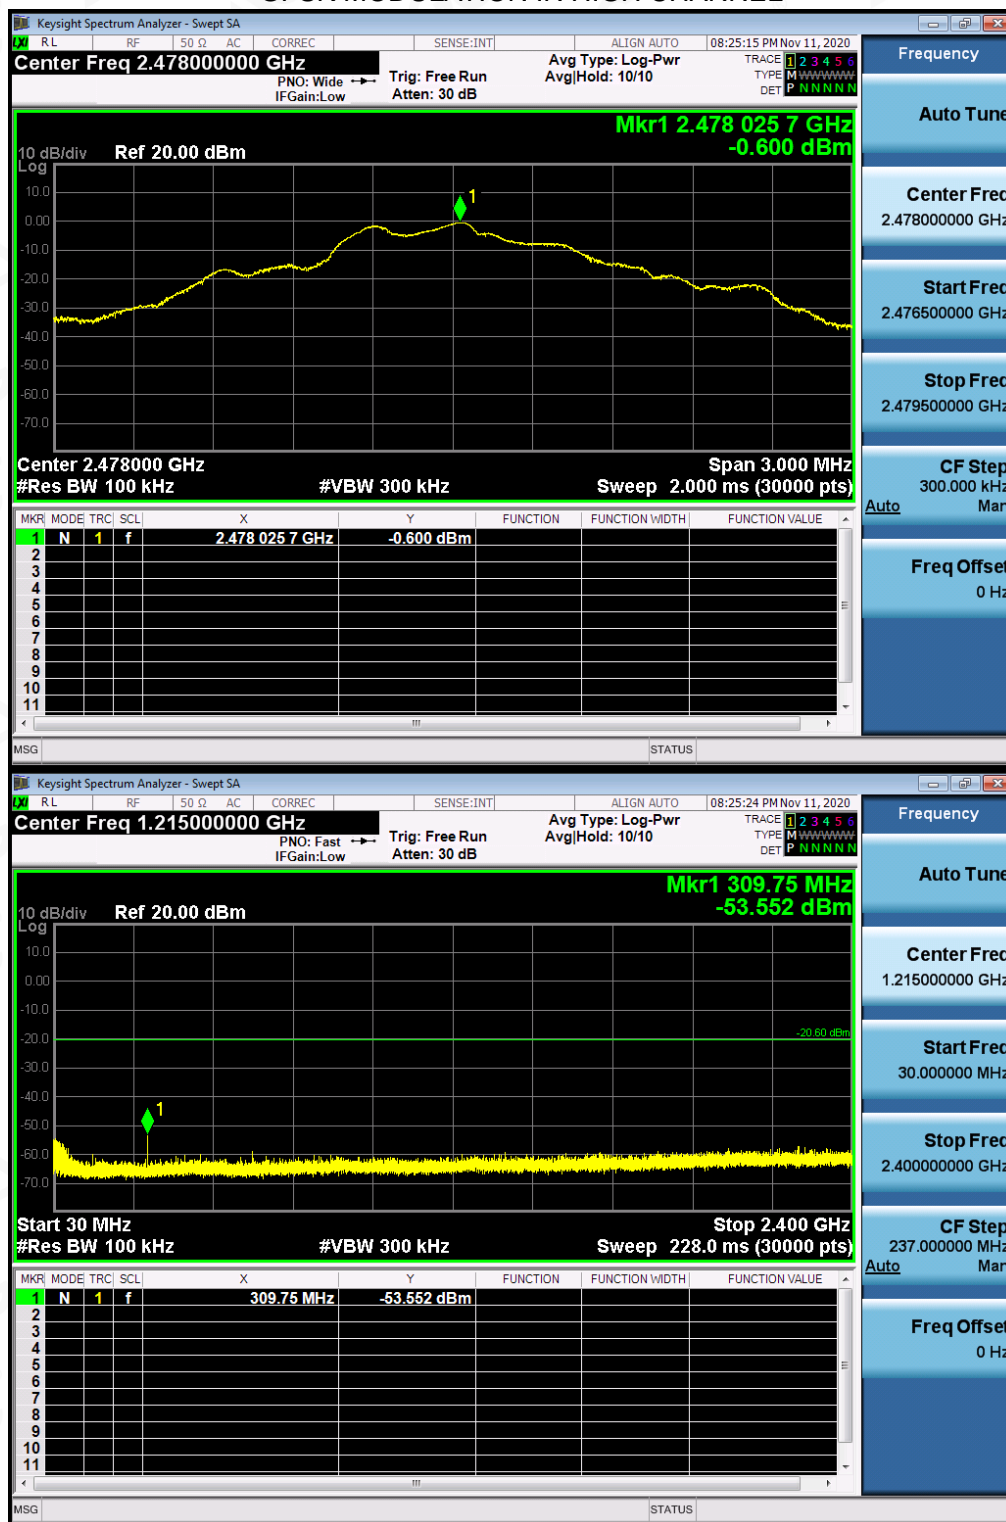 Keysight Spectrum Analyzer - Swept SA
LXI RL RF 50 Ω AC CORREC SENSE:INT ALIGN AUTO 08:25:15 PM Nov 11, 2020
Center Freq 2.478000000 GHz Avg Type: Log-Pwr TRACE 1 2 3 4 5 6
PNO: Wide Trig: Free Run Avg|Hold: 10/10 TYPE M WWWWW
IFGain:Low Atten: 30 dB DET P N N N N N
Mkr1 2.478 025 7 GHz
-0.600 dBm
10 dB/div Ref 20.00 dBm
Log
10.0
1
0.00
-10.0
-20.0
-30.0
-40.0
-50.0
-60.0
-70.0
Center 2.478000 GHz Span 3.000 MHz
#Res BW 100 kHz #VBW 300 kHz Sweep 2.000 ms (30000 pts)
MKR MODE TRC SCL X Y FUNCTION FUNCTION WIDTH FUNCTION VALUE
1 N 1 f 2.478 025 7 GHz -0.600 dBm
2
3
4
5
6
7
8
9
10
11
MSG STATUS
Frequency
Auto Tune
Center Freq
2.478000000 GHz
Start Freq
2.476500000 GHz
Stop Freq
2.479500000 GHz
CF Step
300.000 kHz
Auto Man
Freq Offset
0 Hz
Keysight Spectrum Analyzer - Swept SA
LXI RL RF 50 Ω AC CORREC SENSE:INT ALIGN AUTO 08:25:24 PM Nov 11, 2020
Center Freq 1.215000000 GHz Avg Type: Log-Pwr TRACE 1 2 3 4 5 6
PNO: Fast Trig: Free Run Avg|Hold: 10/10 TYPE M WWWWW
IFGain:Low Atten: 30 dB DET P N N N N N
Mkr1 309.75 MHz
-53.552 dBm
10 dB/div Ref 20.00 dBm
Log
10.0
0.00
-10.0
-20.60 dBm
-20.0
-30.0
-40.0
1
-50.0
-60.0
-70.0
Start 30 MHz Stop 2.400 GHz
#Res BW 100 kHz #VBW 300 kHz Sweep 228.0 ms (30000 pts)
MKR MODE TRC SCL X Y FUNCTION FUNCTION WIDTH FUNCTION VALUE
1 N 1 f 309.75 MHz -53.552 dBm
2
3
4
5
6
7
8
9
10
11
MSG STATUS
Frequency
Auto Tune
Center Freq
1.215000000 GHz
Start Freq
30.000000 MHz
Stop Freq
2.400000000 GHz
CF Step
237.000000 MHz
Auto Man
Freq Offset
0 Hz